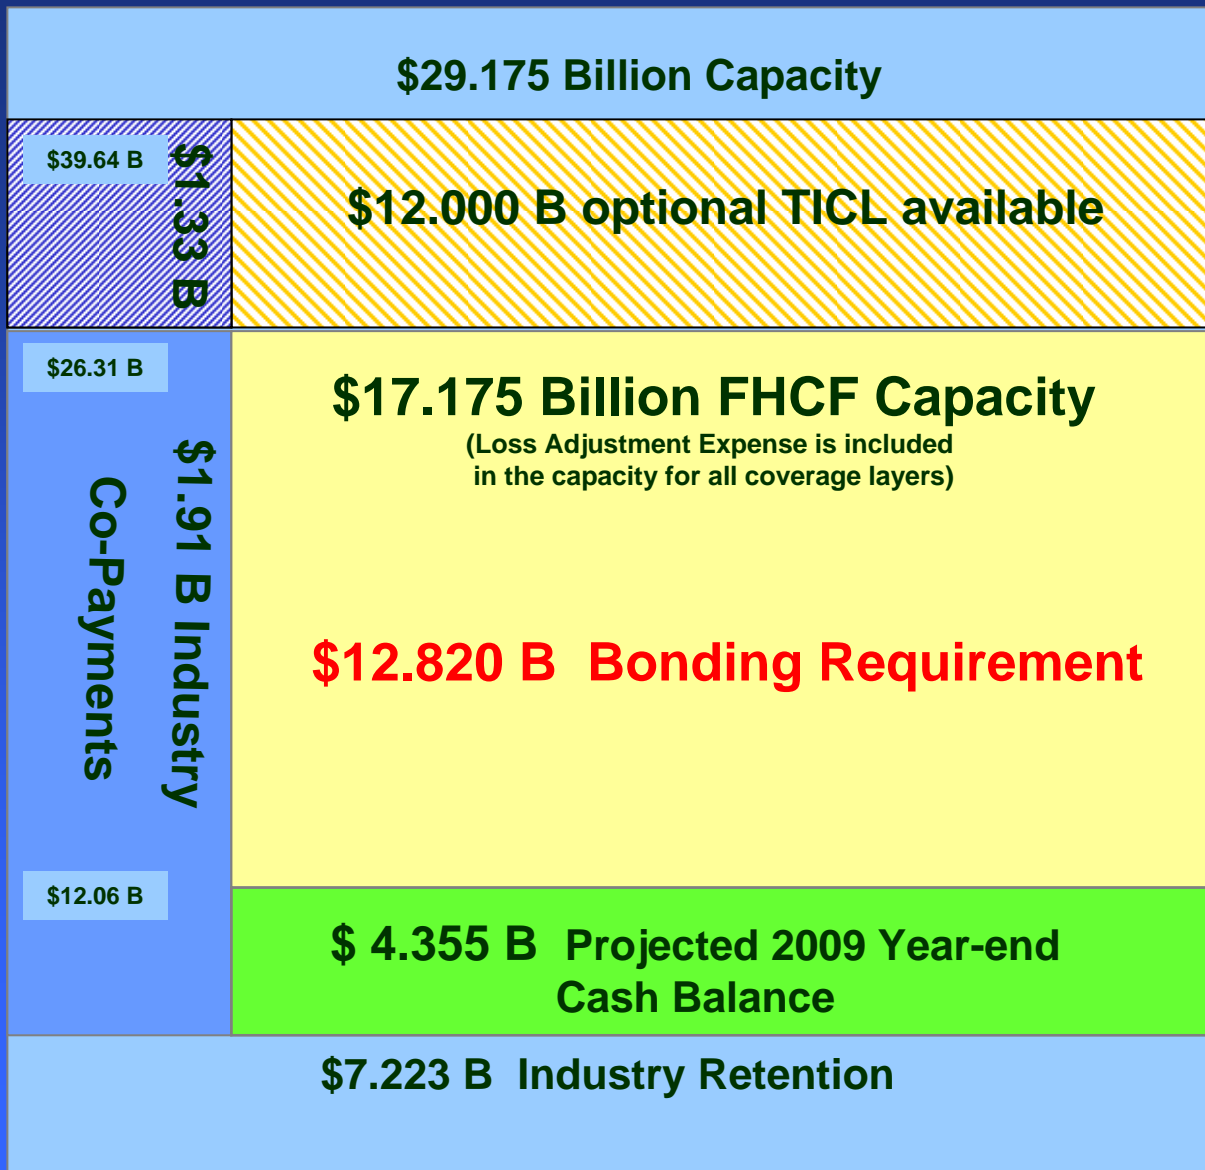 $29.175 Billion Capacity
$39.64 B
$1.33 B
$12.000 B optional TICL available
$26.31 B
$17.175 Billion FHCF Capacity
(Loss Adjustment Expense is included
in the capacity for all coverage layers)
$1.91 B Industry
Co-Payments
$12.820 B Bonding Requirement
$12.06 B
$ 4.355 B Projected 2009 Year-end
Cash Balance
$7.223 B Industry Retention